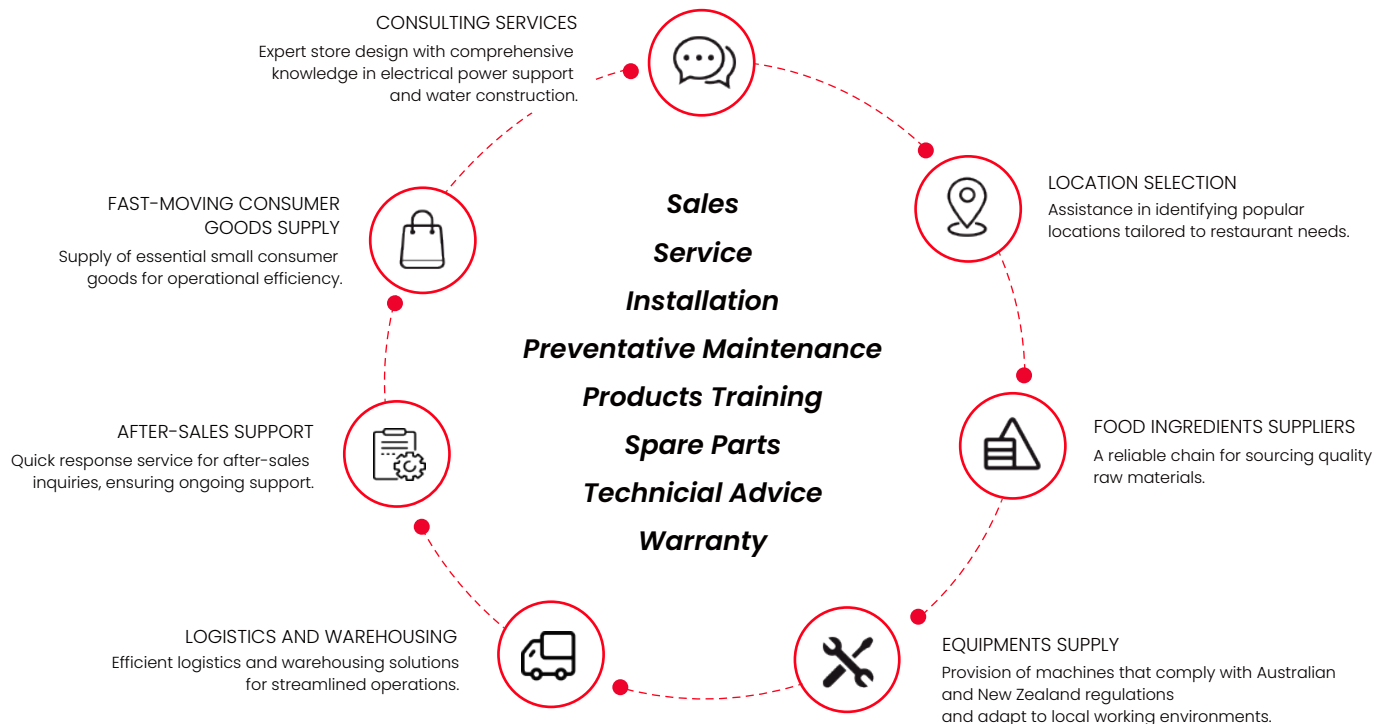 CONSULTING SERVICES
Expert store design with comprehensive
knowledge in electrical power support
and water construction.
LOCATION SELECTION
Assistance in identifying popular
locations tailored to restaurant needs.
FOOD INGREDIENTS SUPPLIERS
A reliable chain for sourcing quality
raw materials.
EQUIPMENTS SUPPLY
Provision of machines that comply with Australian
and New Zealand regulations
and adapt to local working environments.
LOGISTICS AND WAREHOUSING
Efficient logistics and warehousing solutions
for streamlined operations.
AFTER-SALES SUPPORT
Quick response service for after-sales
inquiries, ensuring ongoing support.
FAST-MOVING CONSUMER
GOODS SUPPLY
Supply of essential small consumer
goods for operational efficiency.
Sales
Service
Installation
Preventative Maintenance
Products Training
Spare Parts
Technicial Advice
Warranty